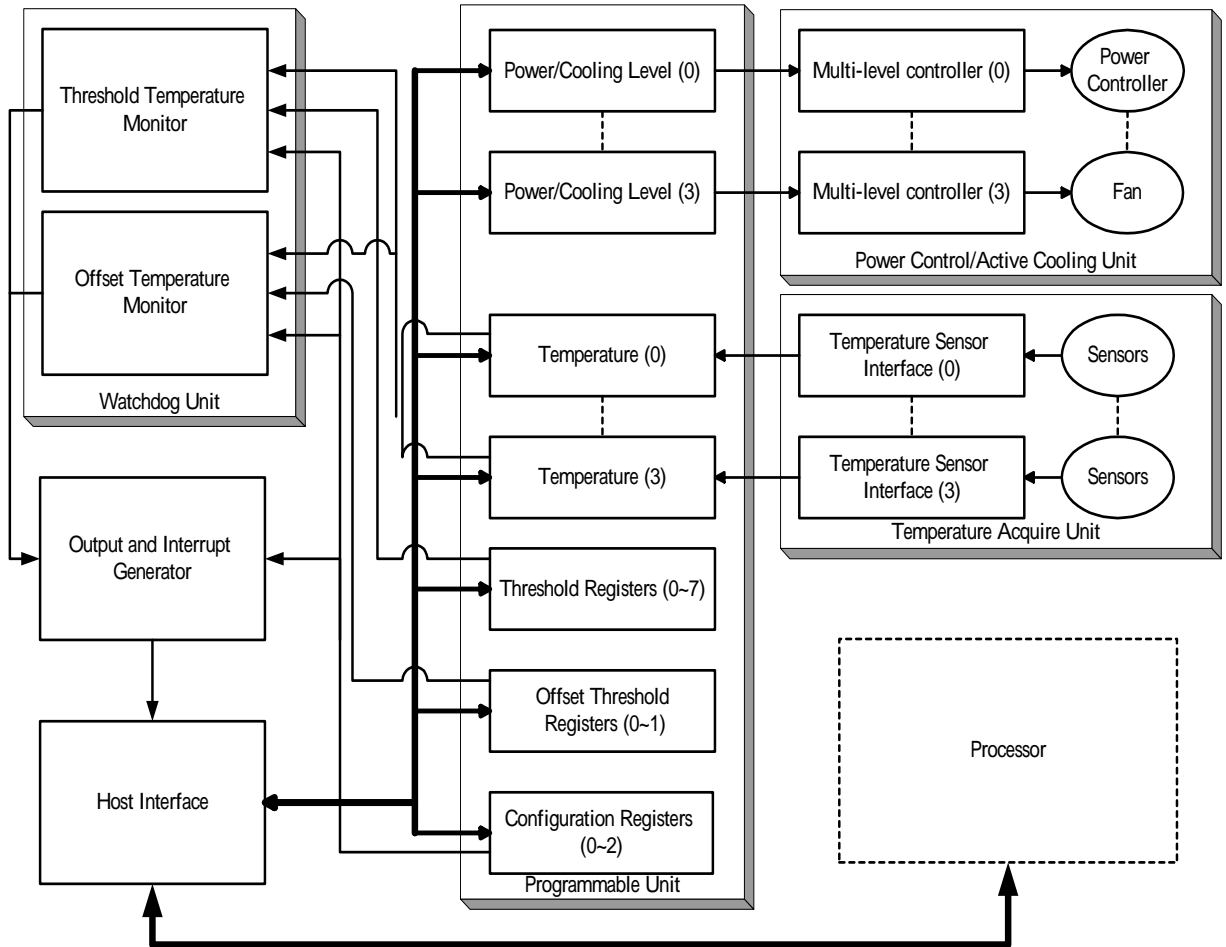 Threshold Temperature
Monitor
Offset Temperature
Monitor
Watchdog Unit
Output and Interrupt
Generator
Host Interface
Power/Cooling Level (0)
Power/Cooling Level (3)
Temperature (0)
Temperature (3)
Threshold Registers (0~7)
Offset Threshold
Registers (0~1)
Configuration Registers
(0~2)
Programmable Unit
Multi-level controller (0)
Power
Controller
Multi-level controller (3)
Fan
Power Control/Active Cooling Unit
Temperature Sensor
Interface (0)
Sensors
Temperature Sensor
Interface (3)
Sensors
Temperature Acquire Unit
Processor